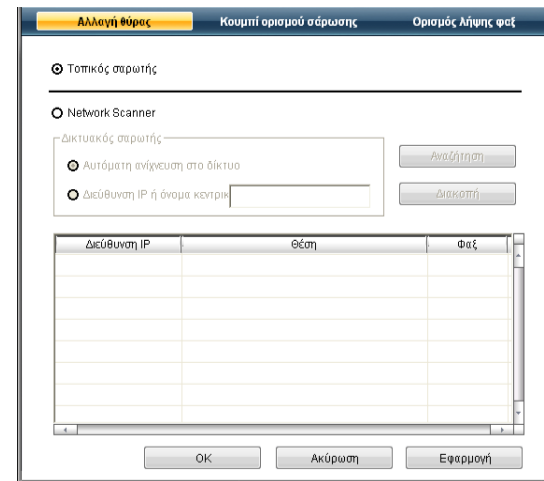 Αλλαγή θύρας Κουμπί ορισμού σάρωσης Ορισμός λήψης φαξ
Τοπικός σαρωτής
Network Scanner
Δικτυακός σαρωτής
Αυτόματη ανίχνευση στο δίκτυο
Αναζήτηση
Διεύθυνση IP ή όνομα κεντρικ
Διακοπή
Διεύθυνση IP Θέση Φαξ
OK Ακύρωση Εφαρμογή